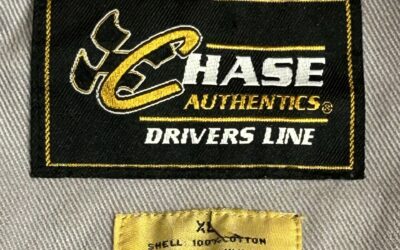 CHASE
AUTHENTICS®
DRIVERS LINE
XL
SHELL 100% COTTON